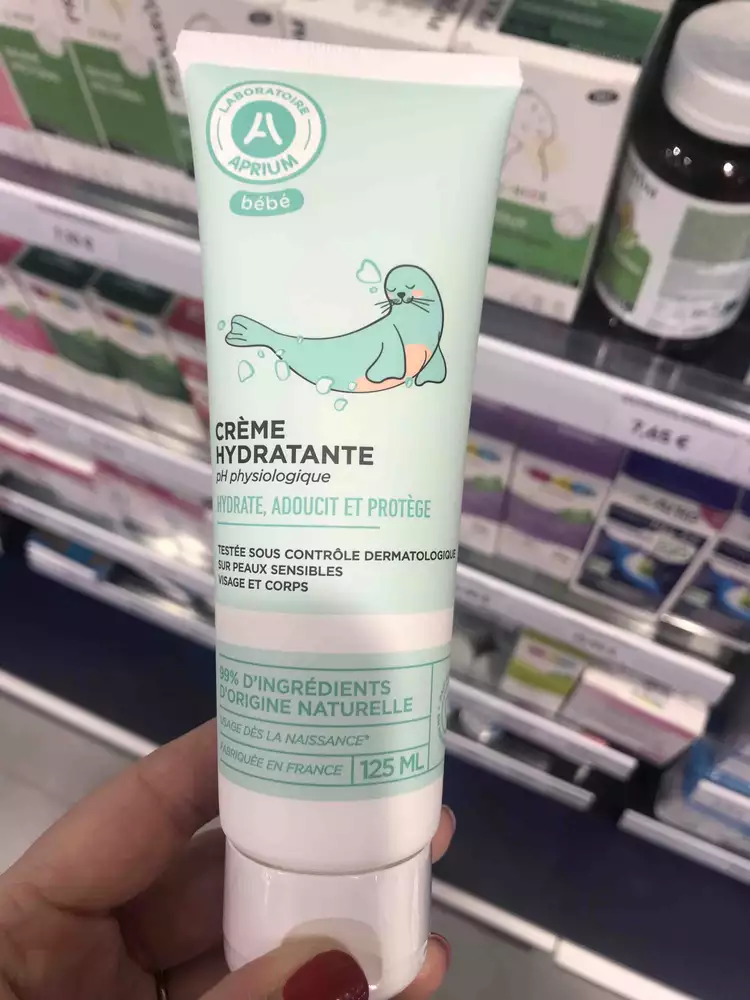 LABORATOIRE
APRIUM
bébé
CRÈME
HYDRATANTE
pH physiologique
HYDRATE, ADOUCIT ET PROTÈGE
TESTÉE SOUS CONTRÔLE DERMATOLOGIQUE
SUR PEAUX SENSIBLES
VISAGE ET CORPS
99% D'INGRÉDIENTS
D'ORIGINE NATURELLE
USAGE DÈS LA NAISSANCE*
FABRIQUÉE EN FRANCE
125 ML
7,45 €